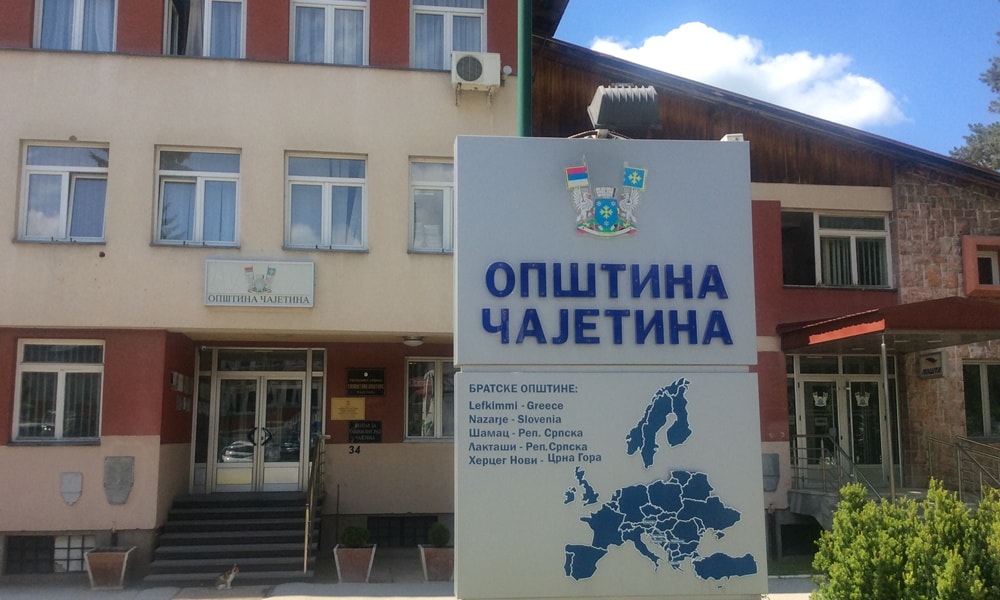 ОПШТИНА ЧАЈЕТИНА
ОПШТИНА
ЧАЈЕТИНА
БРАТСКЕ ОПШТИНЕ:
Lefkimmi - Greece
Nazarje - Slovenia
Шамац - Реп. Српска
Лакташи - Реп. Српска
Херцег Нови - Црна Гора
34
ЧАЈЕТИНА